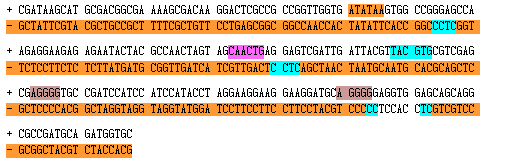 + CGATAAGCAT GCGACGGCGA AAAGCGACAA GGACTCGCCG CCGGTTGGTG ATATAAGTGG CCGGGAGCCA
- GCTATTCGTA CGCTGCCGCT TTTCGCTGTT CCTGAGCGGC GGCCAACCAC TATATTCACC GGCCCTCGGT
+ AGAGGAAGAG AGAATACTAC GCCAACTAGT AGCAACTGAG GAGTCGATTG ATTACGTTAC GTGCGTCGAG
- TCTCCTTCTC TCTTATGATG CGGTTGATCA TCGTTGACTC CTCAGCTAAC TAATGCAATG CACGCAGCTC
+ CGAGGGGTGC CGATCCATCC ATCCATACCT AGGAAGGAAG GAAGGATGCA GGGGGAGGTG GAGCAGCAGG
- GCTCCCCACG GCTAGGTAGG TAGGTATGGA TCCTTCCTTC CTTCCTACGT CCCCCTCCAC CTCGTCGTCC
+ CGCCGATGCA GATGGTGC
- GCGGCTACGT CTACCACG